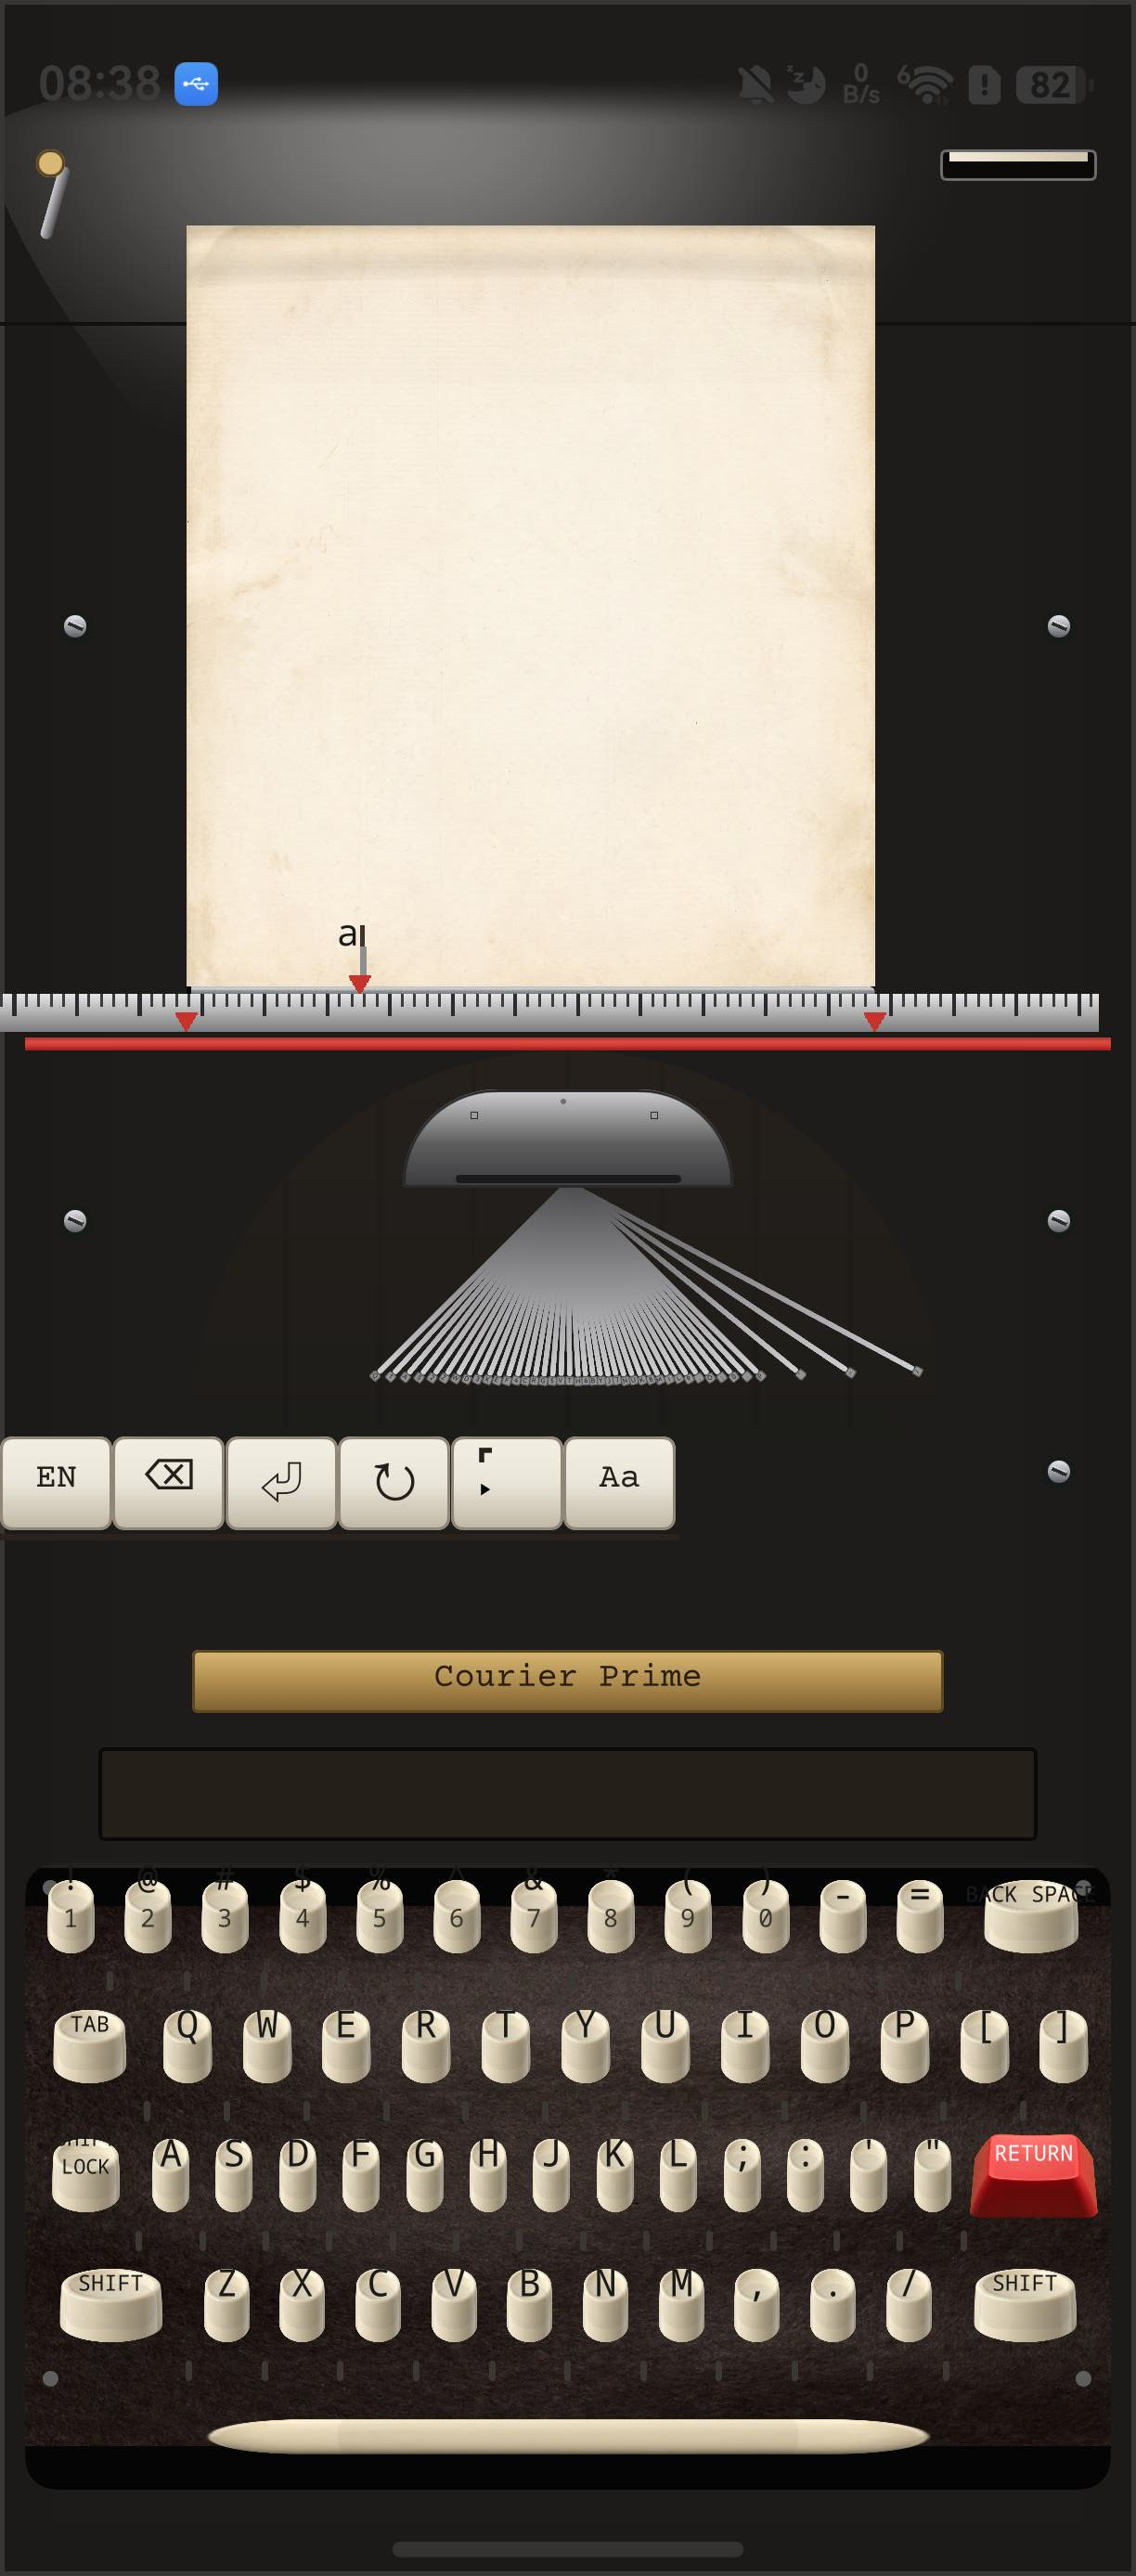 08:38
0 B/s
6
82
a
EN
Aa
Courier Prime
! @ # $ % ^ & * ( )
1 2 3 4 5 6 7 8 9 0 - = BACK SPACE
TAB Q W E R T Y U I O P [ ]
LOCK A S D F G H J K L ; : ' " RETURN
SHIFT Z X C V B N M , . / SHIFT